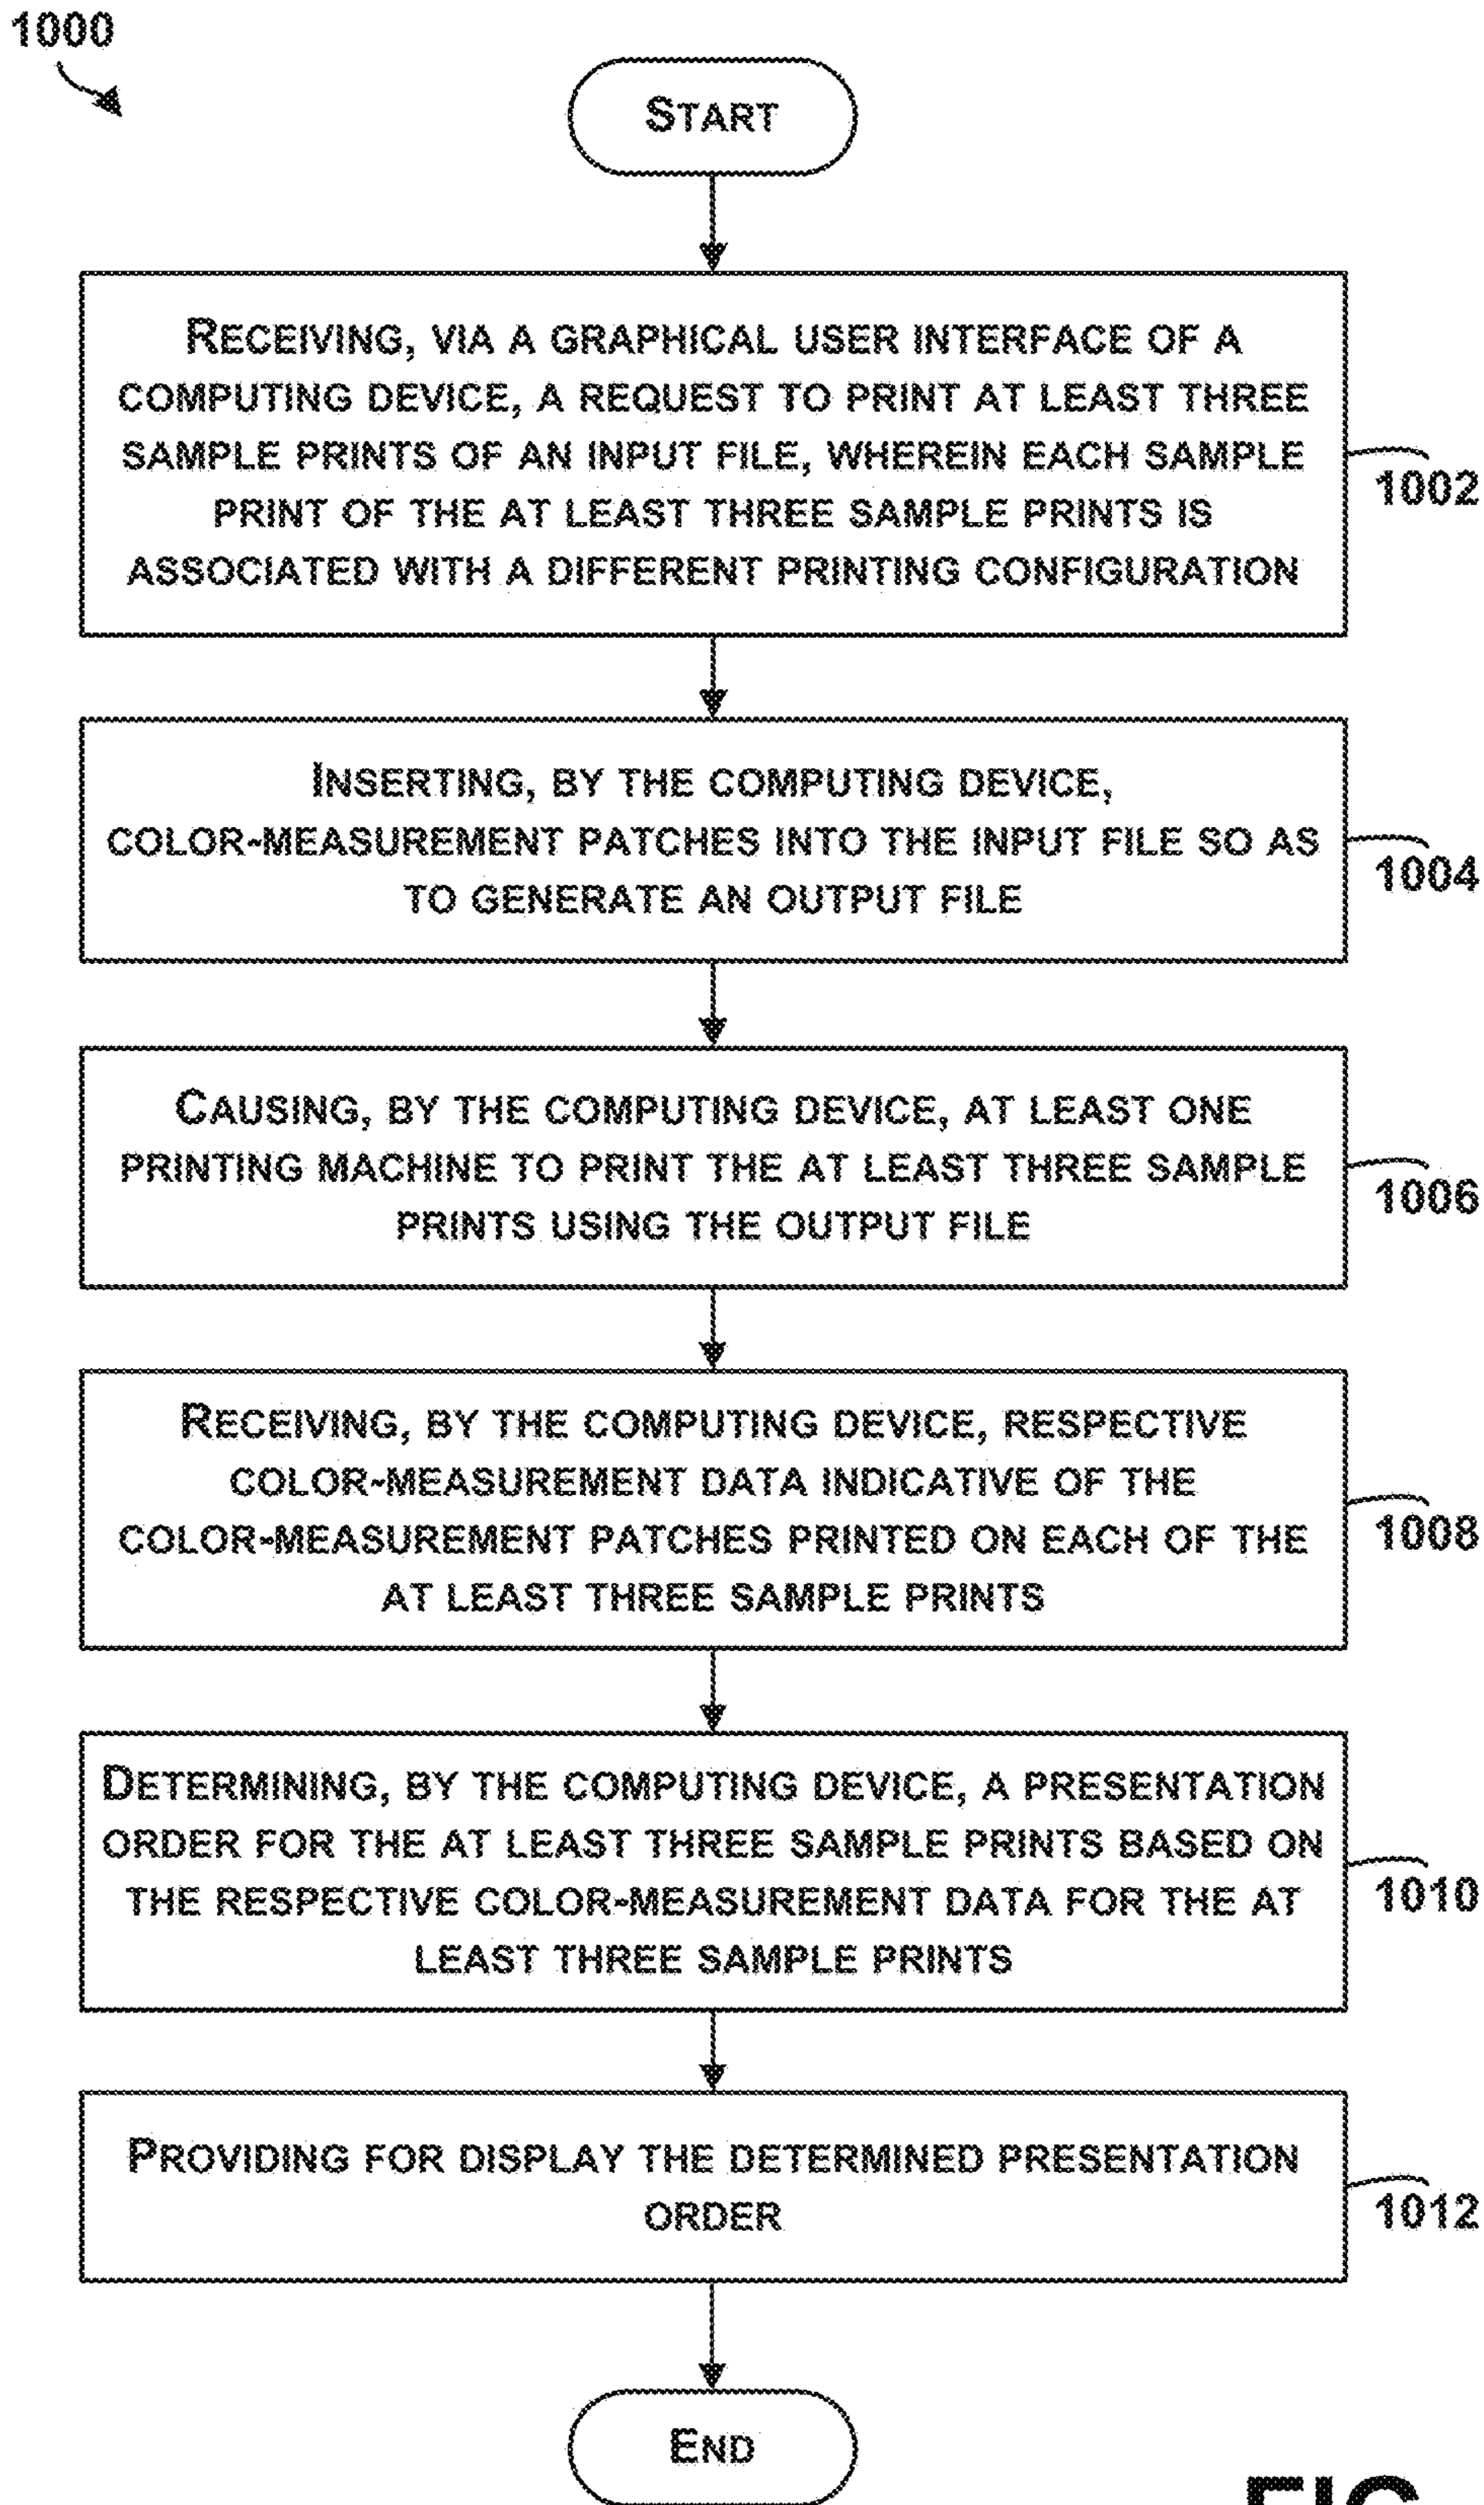 1000
START
RECEIVING, VIA A GRAPHICAL USER INTERFACE OF A
COMPUTING DEVICE, A REQUEST TO PRINT AT LEAST THREE
SAMPLE PRINTS OF AN INPUT FILE, WHEREIN EACH SAMPLE
PRINT OF THE AT LEAST THREE SAMPLE PRINTS IS
ASSOCIATED WITH A DIFFERENT PRINTING CONFIGURATION
1002
INSERTING, BY THE COMPUTING DEVICE,
COLOR-MEASUREMENT PATCHES INTO THE INPUT FILE SO AS
TO GENERATE AN OUTPUT FILE
1004
CAUSING, BY THE COMPUTING DEVICE, AT LEAST ONE
PRINTING MACHINE TO PRINT THE AT LEAST THREE SAMPLE
PRINTS USING THE OUTPUT FILE
1006
RECEIVING, BY THE COMPUTING DEVICE, RESPECTIVE
COLOR-MEASUREMENT DATA INDICATIVE OF THE
COLOR-MEASUREMENT PATCHES PRINTED ON EACH OF THE
AT LEAST THREE SAMPLE PRINTS
1008
DETERMINING, BY THE COMPUTING DEVICE, A PRESENTATION
ORDER FOR THE AT LEAST THREE SAMPLE PRINTS BASED ON
THE RESPECTIVE COLOR-MEASUREMENT DATA FOR THE AT
LEAST THREE SAMPLE PRINTS
1010
PROVIDING FOR DISPLAY THE DETERMINED PRESENTATION
ORDER
1012
END